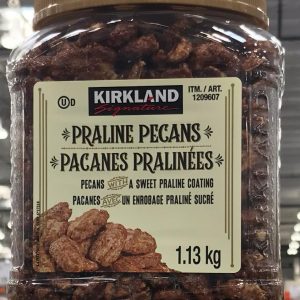 KIRKLAND
Signature
ITM. / ART.
1209607
U D
PRALINE PECANS
PACANES PRALINÉES
PECANS WITH A SWEET PRALINE COATING
PACANES AVEC UN ENROBAGE PRALINÉ SUCRÉ
1.13 kg